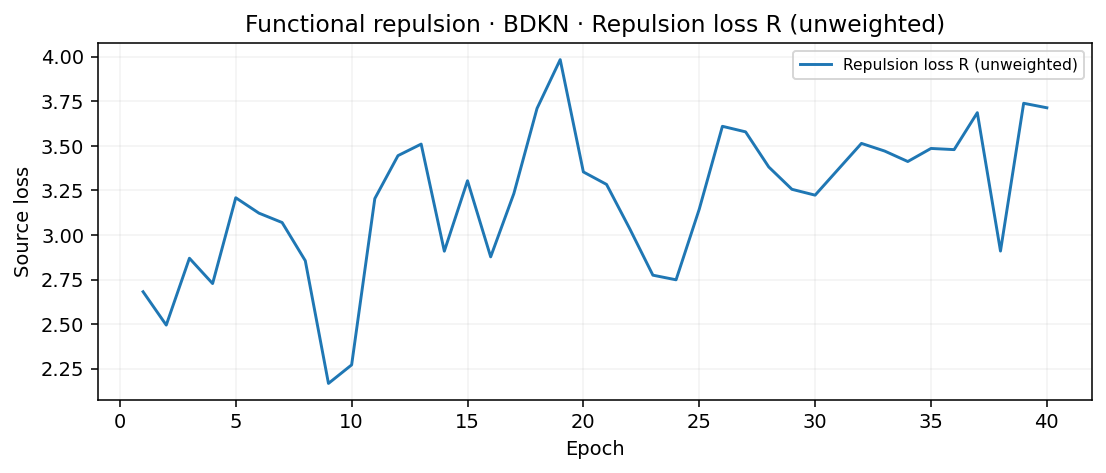 Functional repulsion · BDKN · Repulsion loss R (unweighted)
Repulsion loss R (unweighted)
Source loss
4.00
3.75
3.50
3.25
3.00
2.75
2.50
2.25
0 5 10 15 20 25 30 35 40
Epoch